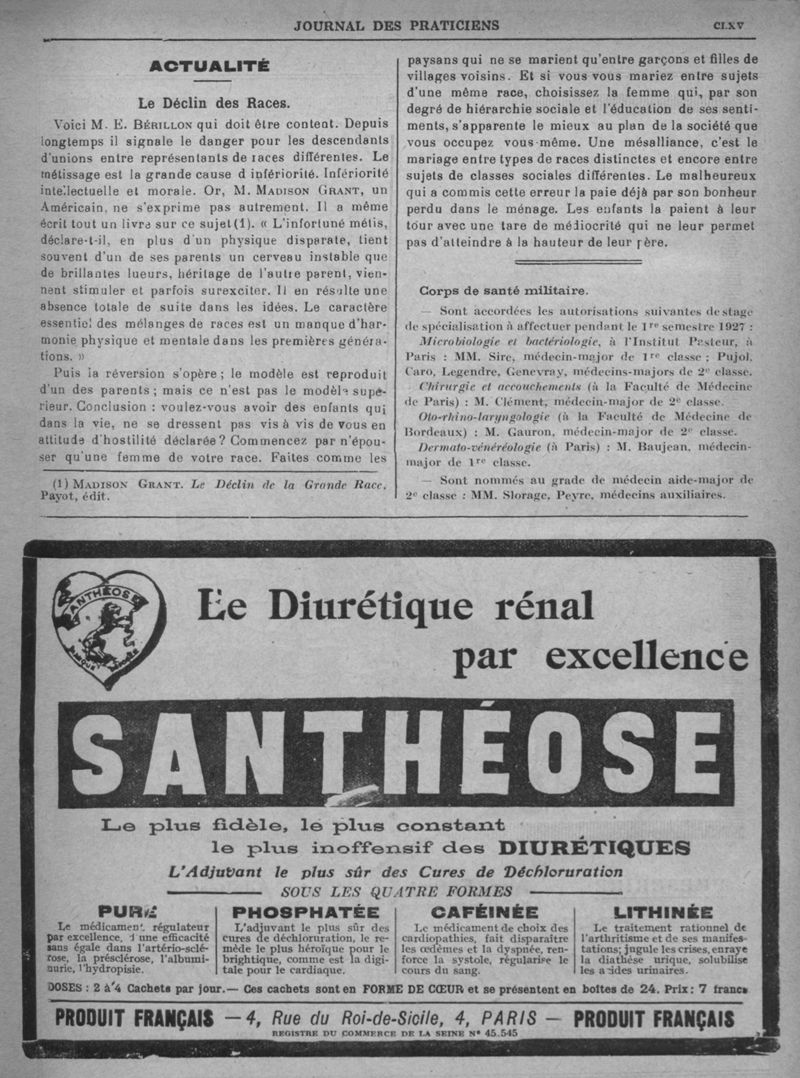 JOURNAL DES PRATICIENS
CLXV
ACTUALITÉ
Le Déclin des Races.
Voici M. E. BÉRILLON qui doit être content. Depuis
longtemps il signale le danger pour les descendants
d'unions entre représentants de races différentes. Le
métissage est la grande cause d infériorité. Infériorité
intellectuelle et morale. Or, M. MADISON GRANT, un
Américain, ne s'exprime pas autrement. Il a même
écrit tout un livre sur ce sujet(1). « L'infortuné métis,
déclare-t-il, en plus d'un physique disparate, tient
souvent d'un de ses parents un cerveau instable que
de brillantes lueurs, héritage de l'autre parent, vien-
nent stimuler et parfois surexciter. Il en résulte une
absence totale de suite dans les idées. Le caractère
essentiel des mélanges de races est un manque d'har-
monie physique et mentale dans les premières généra-
tions. »
Puis la réversion s'opère ; le modèle est reproduit
d'un des parents ; mais ce n'est pas le modèle supé-
rieur. Conclusion : voulez-vous avoir des enfants qui
dans la vie, ne se dressent pas vis à vis de vous en
attitude d'hostilité déclarée ? Commencez par n'épou-
ser qu'une femme de votre race. Faites comme les
(1) MADISON GRANT. Le Déclin de la Grande Race.
Payot, édit.
paysans qui ne se marient qu'entre garçons et filles de
villages voisins. Et si vous vous mariez entre sujets
d'une même race, choisissez la femme qui, par son
degré de hiérarchie sociale et l'éducation de ses senti-
ments, s'apparente le mieux au plan de la société que
vous occupez vous-même. Une mésalliance, c'est le
mariage entre types de races distinctes et encore entre
sujets de classes sociales différentes. Le malheureux
qui a commis cette erreur la paie déjà par son bonheur
perdu dans le ménage. Les enfants la paient à leur
tour avec une tare de médiocrité qui ne leur permet
pas d'atteindre à la hauteur de leur père.
Corps de santé militaire.
— Sont accordées les autorisations suivantes de stage
de spécialisation à affectuer pendant le 1re semestre 1927 :
Microbiologie et bactériologie, à l'Institut Pasteur, à
Paris : MM. Sire, médecin-major de 1re classe ; Pujol,
Caro, Legendre, Genevray, médecins-majors de 2e classe.
Chirurgie et accouchements (à la Faculté de Médecine
de Paris) : M. Clément, médecin-major de 2e classe.
Oto-rhino-laryngologie (à la Faculté de Médecine de
Bordeaux) : M. Gauron, médecin-major de 2e classe.
Dermato-vénéréologie (à Paris) : M. Baujean, médecin-
major de 1re classe.
— Sont nommés au grade de médecin aide-major de
2e classe : MM. Slorage, Peyre, médecins auxiliaires.
SANTHÉOSE
Le Diurétique rénal
par excellence
SANTHÉOSE
Le plus fidèle, le plus constant
le plus inoffensif des DIURÉTIQUES
L'Adjuvant le plus sûr des Cures de Déchloruration
SOUS LES QUATRE FORMES
PURE
Le médicament régulateur
par excellence, d'une efficacité
sans égale dans l'artério-sclé-
rose, la présclérose, l'albumi-
nurie, l'hydropisie.
PHOSPHATÉE
L'adjuvant le plus sûr des
cures de déchloruration, le re-
mède le plus héroïque pour le
brightique, comme est la digi-
tale pour le cardiaque.
CAFÉINÉE
Le médicament de choix des
cardiopathies, fait disparaître
les œdèmes et la dyspnée, ren-
force la systole, régularise le
cours du sang.
LITHINÉE
Le traitement rationnel de
l'arthritisme et de ses manifes-
tations; jugule les crises, enraye
la diathèse urique, solubilise
les acides urinaires.
DOSES : 2 à 4 Cachets par jour. — Ces cachets sont en FORME DE CŒUR et se présentent en boîtes de 24. Prix: 7 francs
PRODUIT FRANÇAIS — 4, Rue du Roi-de-Sicile, 4, PARIS — PRODUIT FRANÇAIS
REGISTRE DU COMMERCE DE LA SEINE N° 45.545